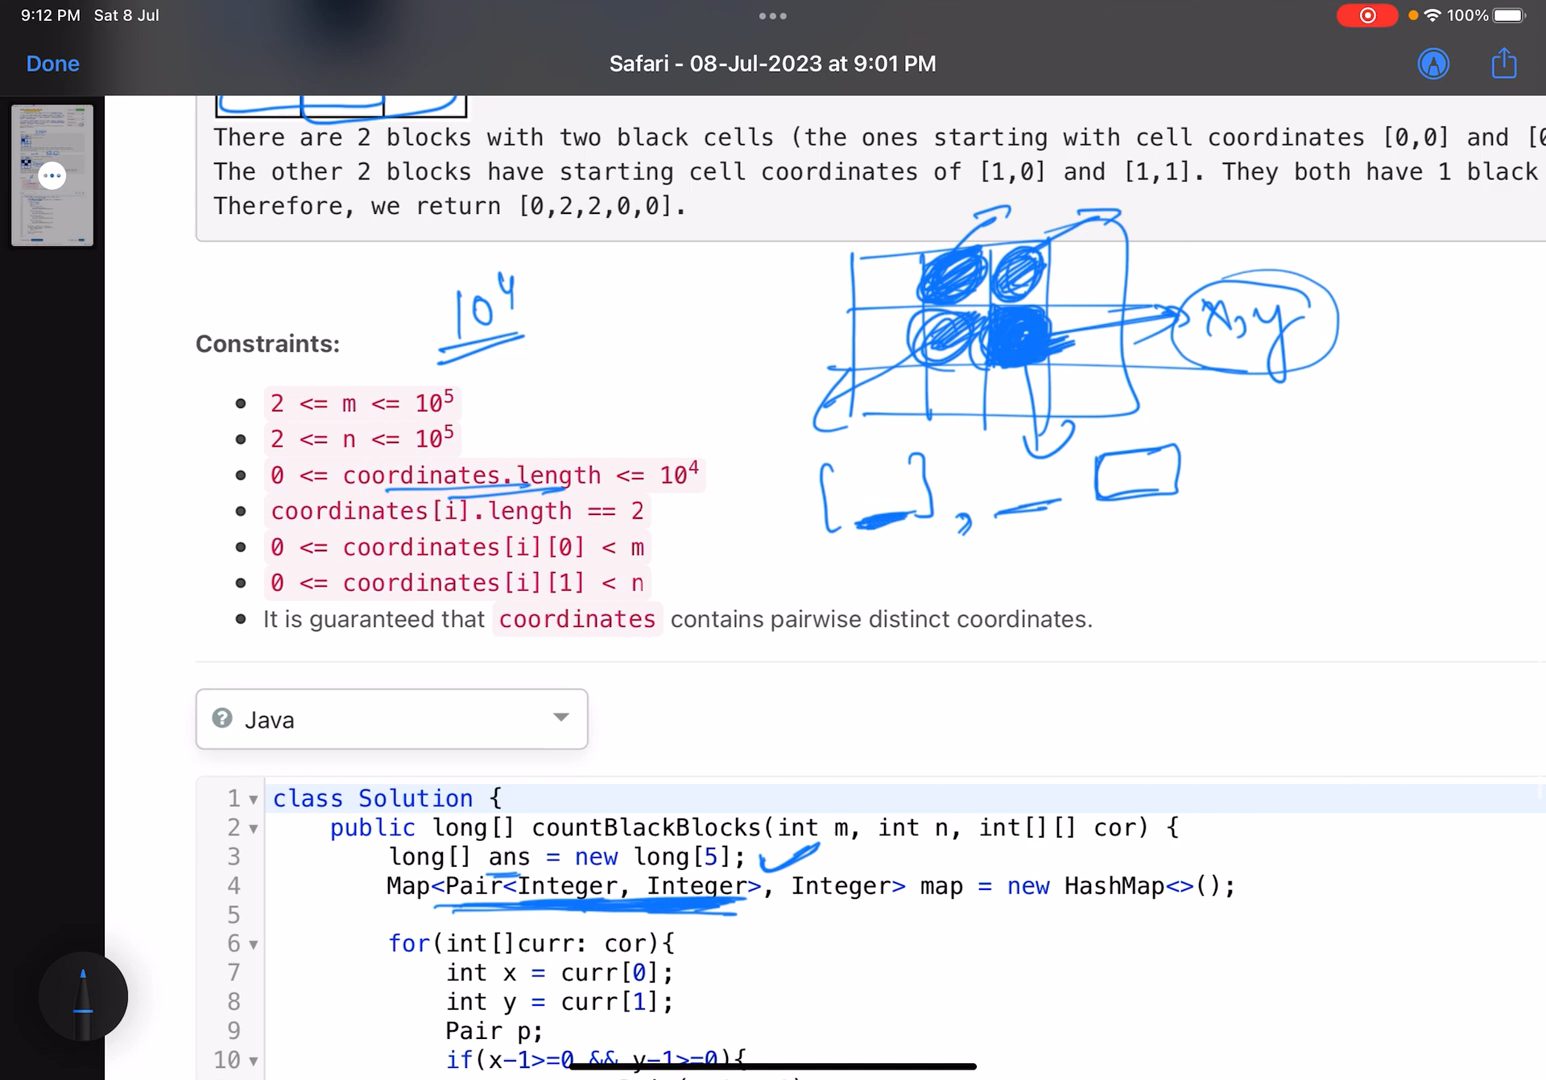 9:12 PM Sat 8 Jul
100%
Done
Safari - 08-Jul-2023 at 9:01 PM
There are 2 blocks with two black cells (the ones starting with cell coordinates [0,0] and [0
The other 2 blocks have starting cell coordinates of [1,0] and [1,1]. They both have 1 black
Therefore, we return [0,2,2,0,0].
10⁴
x,y
Constraints:
2 <= m <= 10⁵
2 <= n <= 10⁵
0 <= coordinates.length <= 10⁴
coordinates[i].length == 2
0 <= coordinates[i][0] < m
0 <= coordinates[i][1] < n
It is guaranteed that coordinates contains pairwise distinct coordinates.
Java
1 class Solution {
2 public long[] countBlackBlocks(int m, int n, int[][] cor) {
3 long[] ans = new long[5];
4 Map<Pair<Integer, Integer>, Integer> map = new HashMap<>();
5
6 for(int[]curr: cor){
7 int x = curr[0];
8 int y = curr[1];
9 Pair p;
10 if(x-1>=0 && y-1>=0){